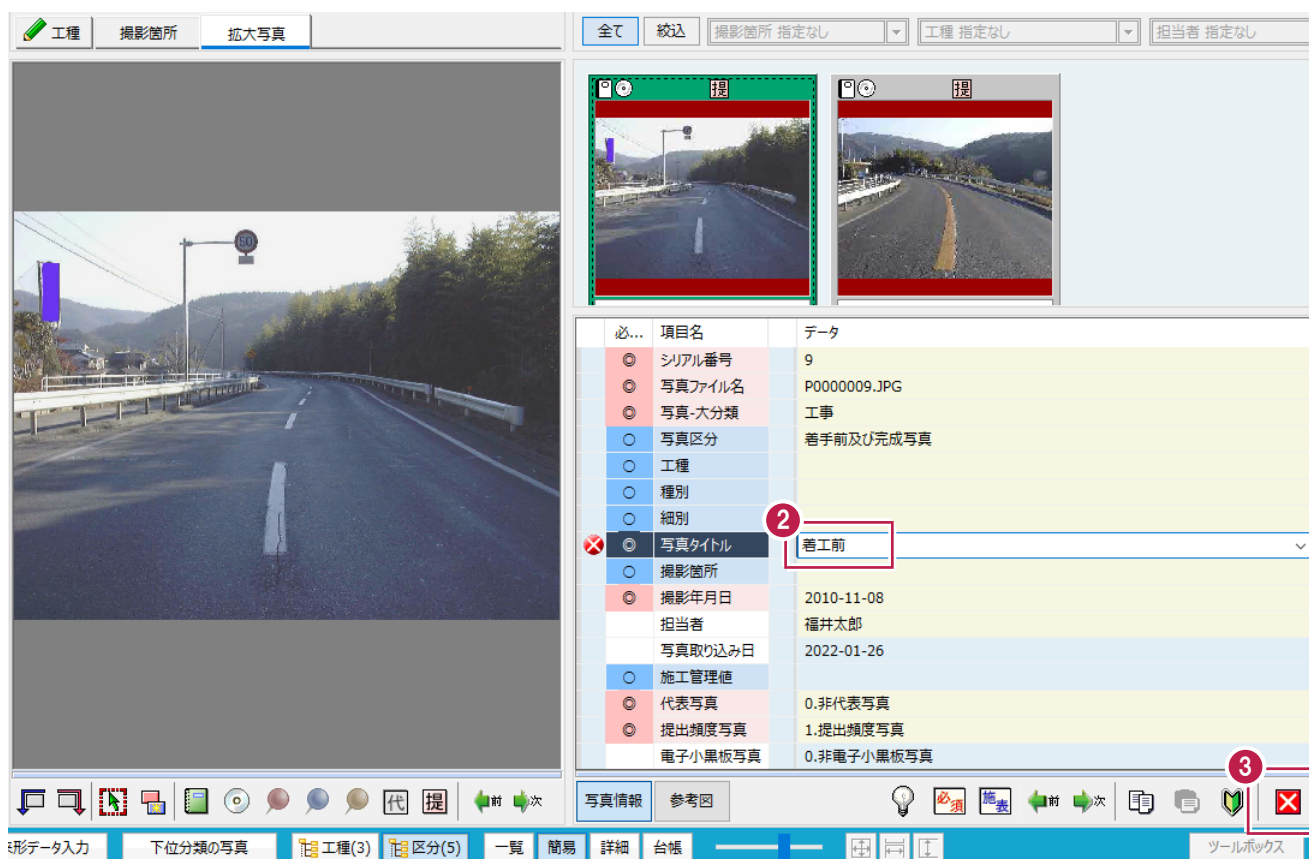 工種 撮影箇所 拡大写真
全て 絞込 撮影箇所 指定なし 工種 指定なし 担当者 指定なし
提 提
50
必... 項目名 データ
◎ シリアル番号 9
◎ 写真ファイル名 P0000009.JPG
◎ 写真-大分類 工事
○ 写真区分 着手前及び完成写真
○ 工種
○ 種別
○ 細別
2
◎ 写真タイトル 着工前
○ 撮影箇所
◎ 撮影年月日 2010-11-08
担当者 福井太郎
写真取り込み日 2022-01-26
○ 施工管理値
◎ 代表写真 0.非代表写真
◎ 提出頻度写真 1.提出頻度写真
電子小黒板写真 0.非電子小黒板写真
3
代 提 前 次 写真情報 参考図 必須 施表 前 次
形データ入力 下位分類の写真 工種(3) 区分(5) 一覧 簡易 詳細 台帳 ツールボックス